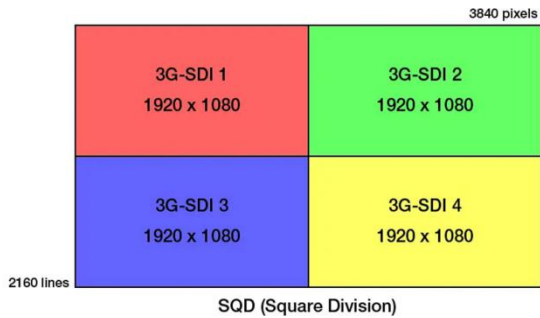 3840 pixels
3G-SDI 1
1920 x 1080
3G-SDI 2
1920 x 1080
3G-SDI 3
1920 x 1080
3G-SDI 4
1920 x 1080
2160 lines
SQD (Square Division)